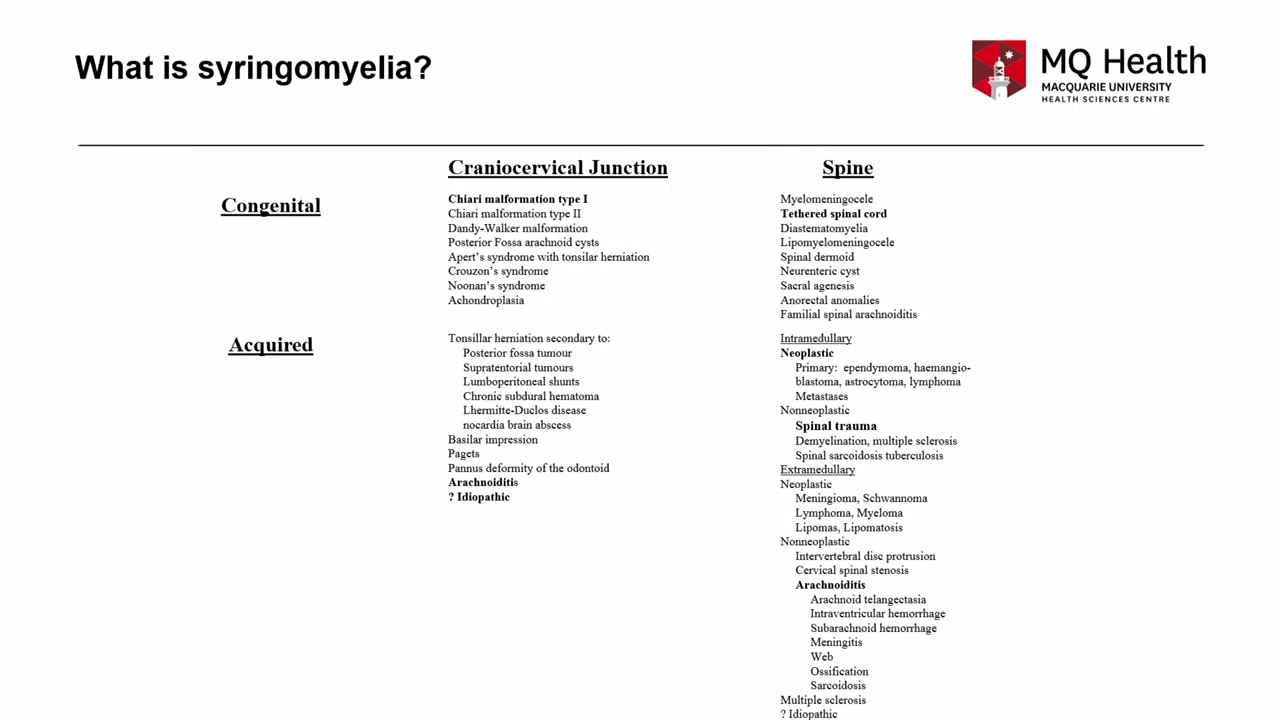 What is syringomyelia?
MQ Health
MACQUARIE UNIVERSITY
HEALTH SCIENCES CENTRE
Craniocervical Junction
Spine
Congenital
Chiari malformation type I
Chiari malformation type II
Dandy-Walker malformation
Posterior Fossa arachnoid cysts
Apert's syndrome with tonsilar herniation
Crouzon's syndrome
Noonan's syndrome
Achondroplasia
Myelomeningocele
Tethered spinal cord
Diastematomyelia
Lipomyelomeningocele
Spinal dermoid
Neurenteric cyst
Sacral agenesis
Anorectal anomalies
Familial spinal arachnoiditis
Acquired
Tonsillar herniation secondary to:
Posterior fossa tumour
Supratentorial tumours
Lumboperitoneal shunts
Chronic subdural hematoma
Lhermitte-Duclos disease
nocardia brain abscess
Basilar impression
Pagets
Pannus deformity of the odontoid
Arachnoiditis
? Idiopathic
Intramedullary
Neoplastic
Primary: ependymoma, haemangio-
blastoma, astrocytoma, lymphoma
Metastases
Nonneoplastic
Spinal trauma
Demyelination, multiple sclerosis
Spinal sarcoidosis tuberculosis
Extramedullary
Neoplastic
Meningioma, Schwannoma
Lymphoma, Myeloma
Lipomas, Lipomatosis
Nonneoplastic
Intervertebral disc protrusion
Cervical spinal stenosis
Arachnoiditis
Arachnoid telangectasia
Intraventricular hemorrhage
Subarachnoid hemorrhage
Meningitis
Web
Ossification
Sarcoidosis
Multiple sclerosis
? Idiopathic